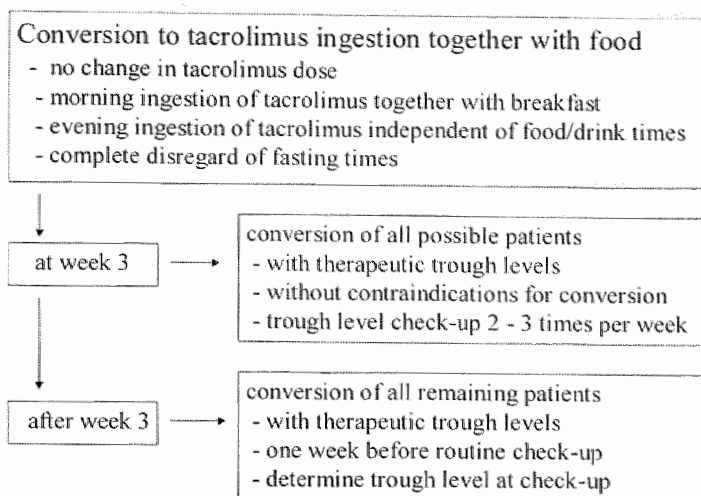 Conversion to tacrolimus ingestion together with food
- no change in tacrolimus dose
- morning ingestion of tacrolimus together with breakfast
- evening ingestion of tacrolimus independent of food/drink times
- complete disregard of fasting times
at week 3
conversion of all possible patients
- with therapeutic trough levels
- without contraindications for conversion
- trough level check-up 2 - 3 times per week
after week 3
conversion of all remaining patients
- with therapeutic trough levels
- one week before routine check-up
- determine trough level at check-up